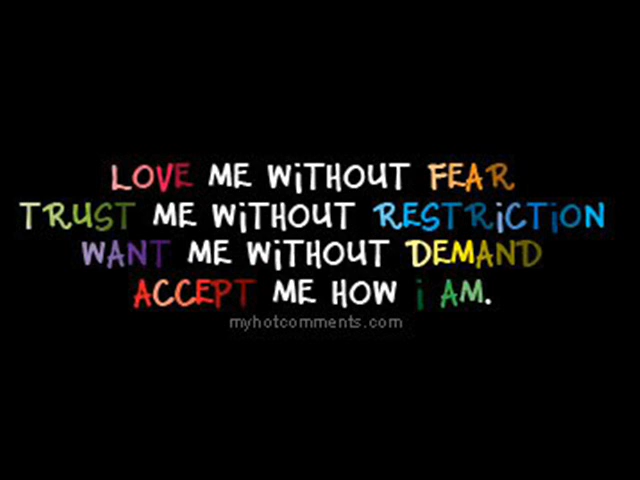 LOVE ME WiTHOUT FEAR
TRUST ME WiTHOUT RESTRiCTiON
WANT ME WiTHOUT DEMAND
ACCEPT ME HOW i AM.
myhotcomments.com